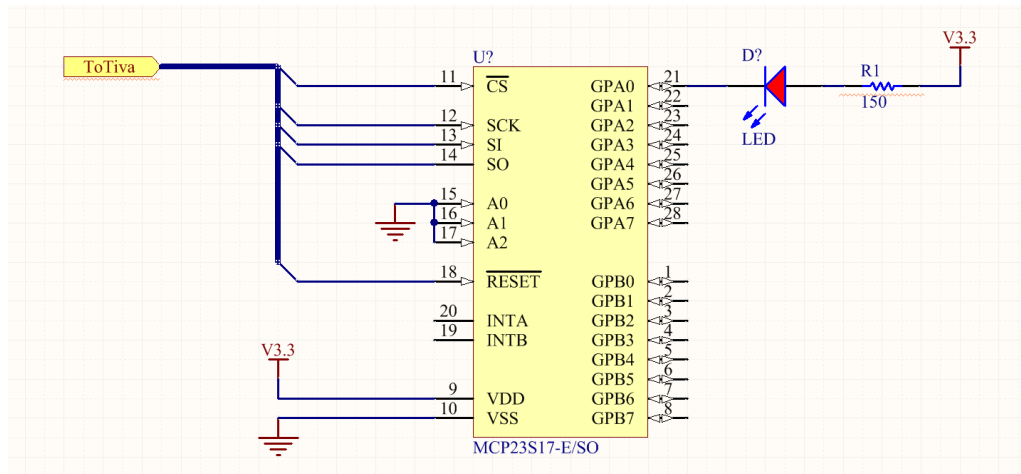 ToTiva
U?
11 CS
12 SCK
13 SI
14 SO
15 A0
16 A1
17 A2
18 RESET
20 INTA
19 INTB
9 VDD
10 VSS
GPA0 21
GPA1 22
GPA2 23
GPA3 24
GPA4 25
GPA5 26
GPA6 27
GPA7 28
GPB0 1
GPB1 2
GPB2 3
GPB3 4
GPB4 5
GPB5 6
GPB6 7
GPB7 8
MCP23S17-E/SO
D?
LED
R1
150
V3.3
V3.3